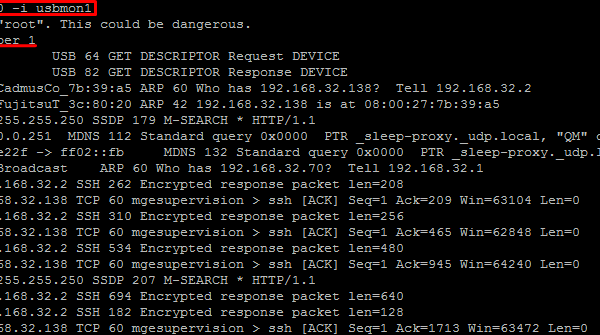 0 -i usbmon1
"root". This could be dangerous.
ber 1
USB 64 GET DESCRIPTOR Request DEVICE
USB 82 GET DESCRIPTOR Response DEVICE
CadmusCo_7b:39:a5 ARP 60 Who has 192.168.32.138?  Tell 192.168.32.2
FujitsuT_3c:80:20 ARP 42 192.168.32.138 is at 08:00:27:7b:39:a5
255.255.255.250 SSDP 179 M-SEARCH * HTTP/1.1
0.0.251  MDNS 112 Standard query 0x0000  PTR _sleep-proxy._udp.local, "QM"
e22f -> ff02::fb    MDNS 132 Standard query 0x0000  PTR _sleep-proxy._udp.l
Broadcast    ARP 60 Who has 192.168.32.70?  Tell 192.168.32.1
.168.32.2 SSH 262 Encrypted response packet len=208
68.32.138 TCP 60 mgesupervision > ssh [ACK] Seq=1 Ack=209 Win=63104 Len=0
.168.32.2 SSH 310 Encrypted response packet len=256
68.32.138 TCP 60 mgesupervision > ssh [ACK] Seq=1 Ack=465 Win=62848 Len=0
.168.32.2 SSH 534 Encrypted response packet len=480
68.32.138 TCP 60 mgesupervision > ssh [ACK] Seq=1 Ack=945 Win=64240 Len=0
255.255.255.250 SSDP 207 M-SEARCH * HTTP/1.1
.168.32.2 SSH 694 Encrypted response packet len=640
.168.32.2 SSH 182 Encrypted response packet len=128
68.32.138 TCP 60 mgesupervision > ssh [ACK] Seq=1 Ack=1713 Win=63472 Len=0